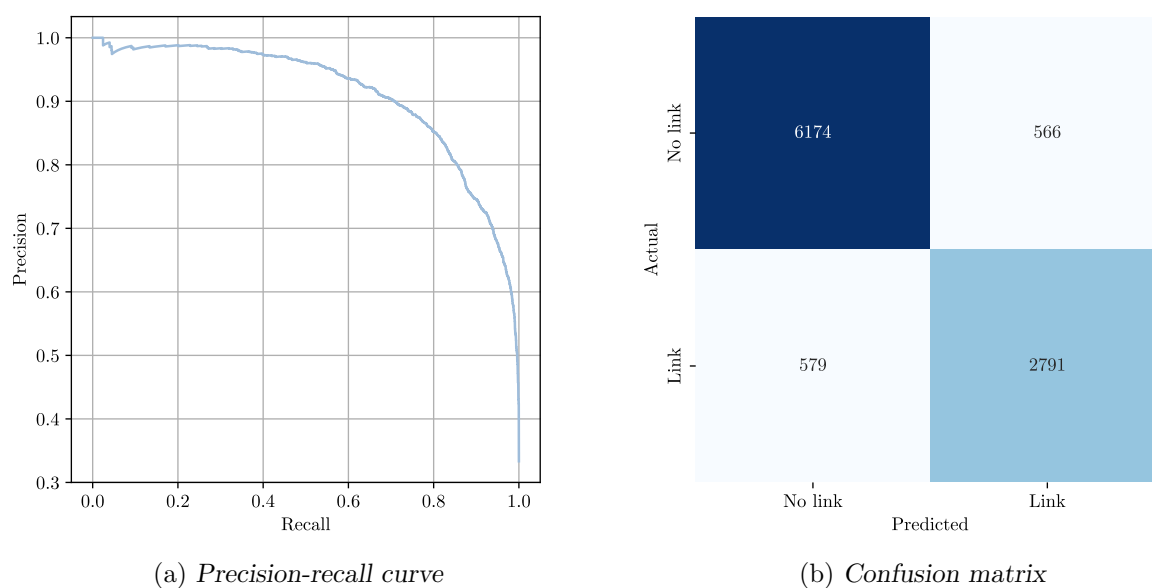 1.0
0.9
0.8
0.7
0.6
0.5
0.4
0.3
Precision
0.0 0.2 0.4 0.6 0.8 1.0
Recall
(a) Precision-recall curve
Actual
No link
Link
6174 566
579 2791
No link Link
Predicted
(b) Confusion matrix